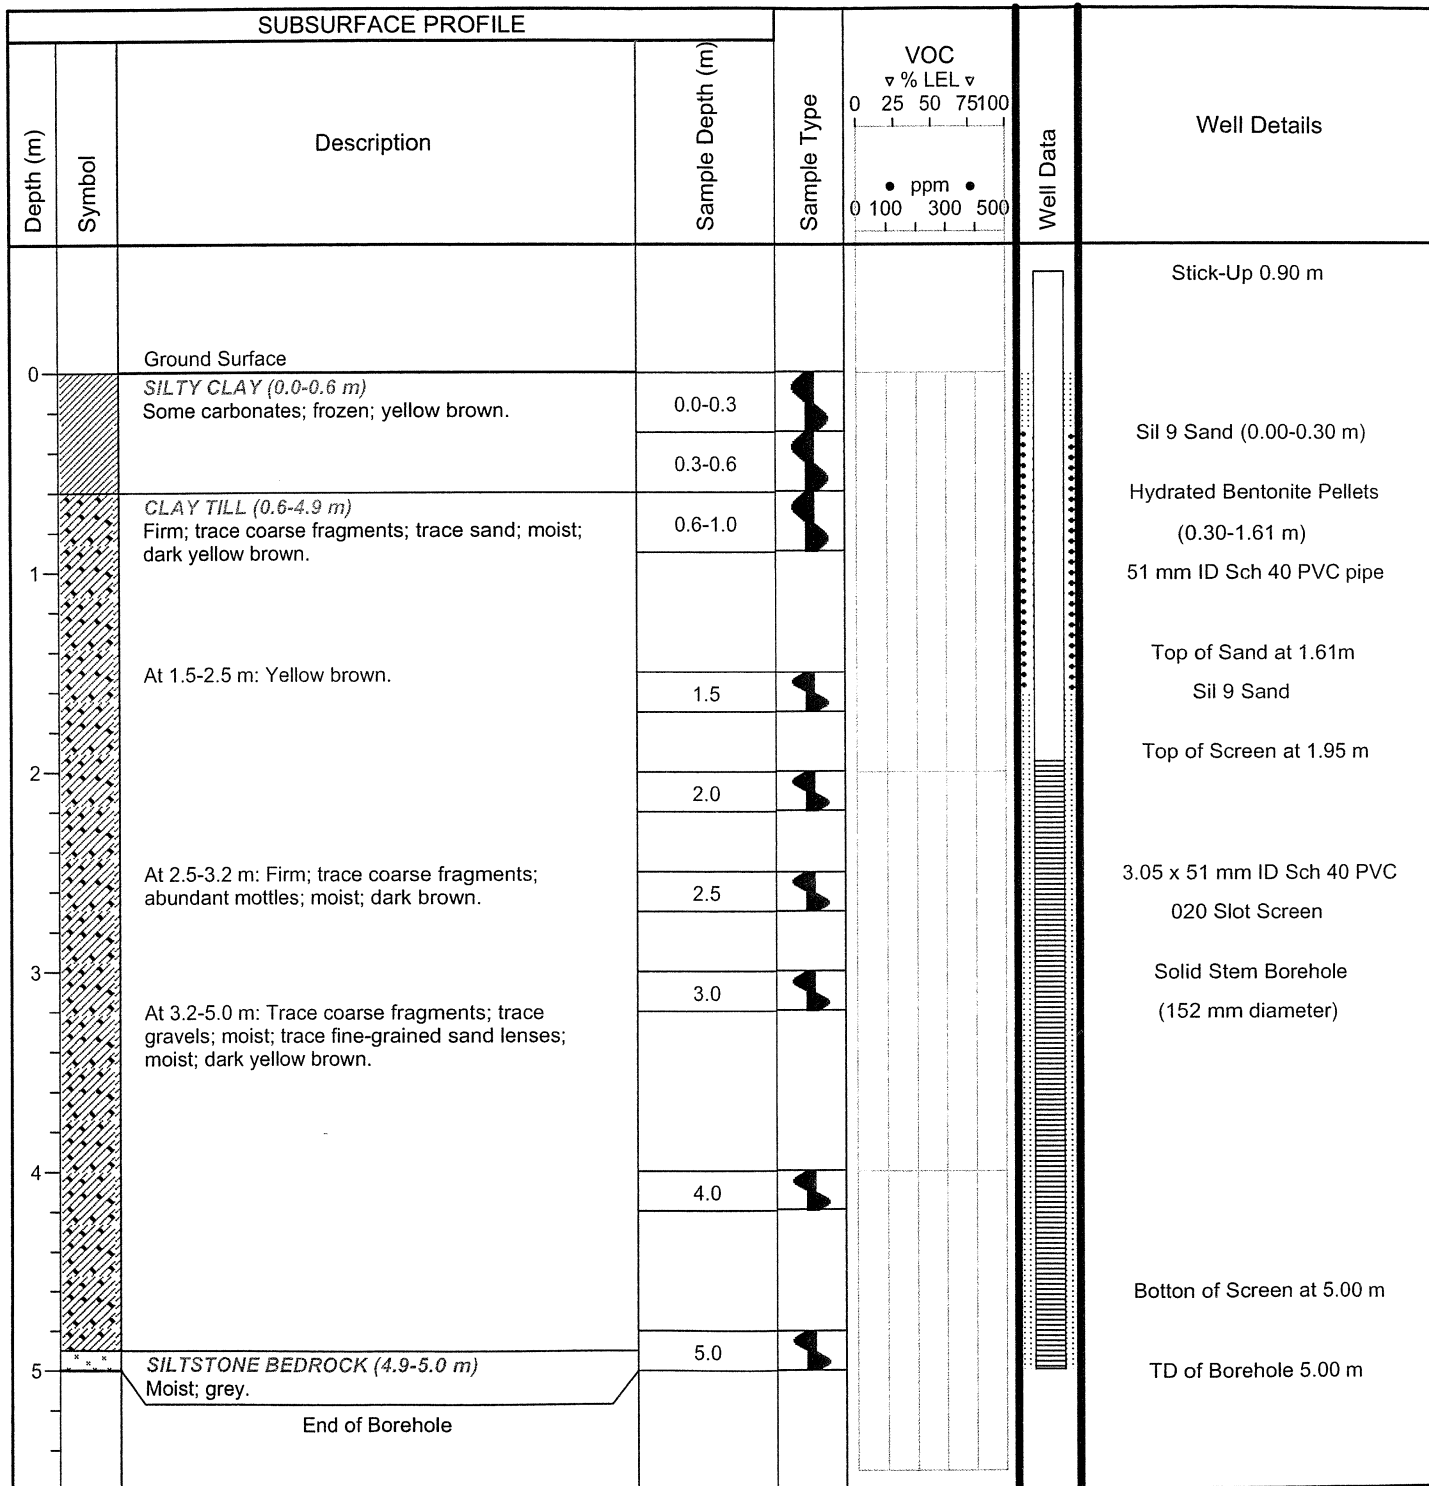 SUBSURFACE PROFILE
Depth (m)
Symbol
Description
Sample Depth (m)
Sample Type
VOC
▿ % LEL ▿
0 25 50 75 100
• ppm •
0 100 300 500
Well Data
Well Details
Stick-Up 0.90 m
Ground Surface
0
SILTY CLAY (0.0-0.6 m)
Some carbonates; frozen; yellow brown.
0.0-0.3
Sil 9 Sand (0.00-0.30 m)
0.3-0.6
Hydrated Bentonite Pellets
(0.30-1.61 m)
CLAY TILL (0.6-4.9 m)
Firm; trace coarse fragments; trace sand; moist;
dark yellow brown.
0.6-1.0
1
51 mm ID Sch 40 PVC pipe
Top of Sand at 1.61m
At 1.5-2.5 m: Yellow brown.
1.5
Sil 9 Sand
Top of Screen at 1.95 m
2
2.0
At 2.5-3.2 m: Firm; trace coarse fragments;
abundant mottles; moist; dark brown.
2.5
3.05 x 51 mm ID Sch 40 PVC
020 Slot Screen
3
3.0
Solid Stem Borehole
(152 mm diameter)
At 3.2-5.0 m: Trace coarse fragments; trace
gravels; moist; trace fine-grained sand lenses;
moist; dark yellow brown.
4
4.0
Botton of Screen at 5.00 m
5.0
5
SILTSTONE BEDROCK (4.9-5.0 m)
Moist; grey.
TD of Borehole 5.00 m
End of Borehole